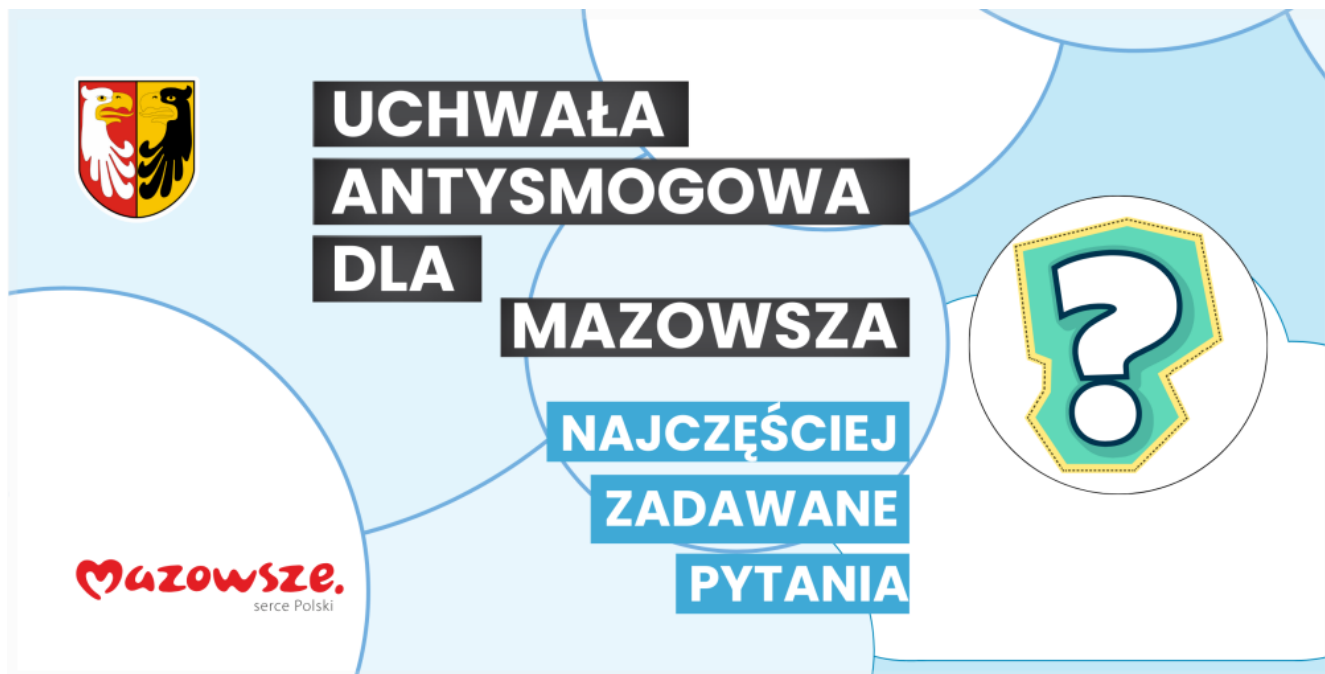 UCHWAŁA
ANTYSMOGOWA
DLA
MAZOWSZA
NAJCZĘŚCIEJ
ZADAWANE
PYTANIA
?
mazowsze.
serce Polski